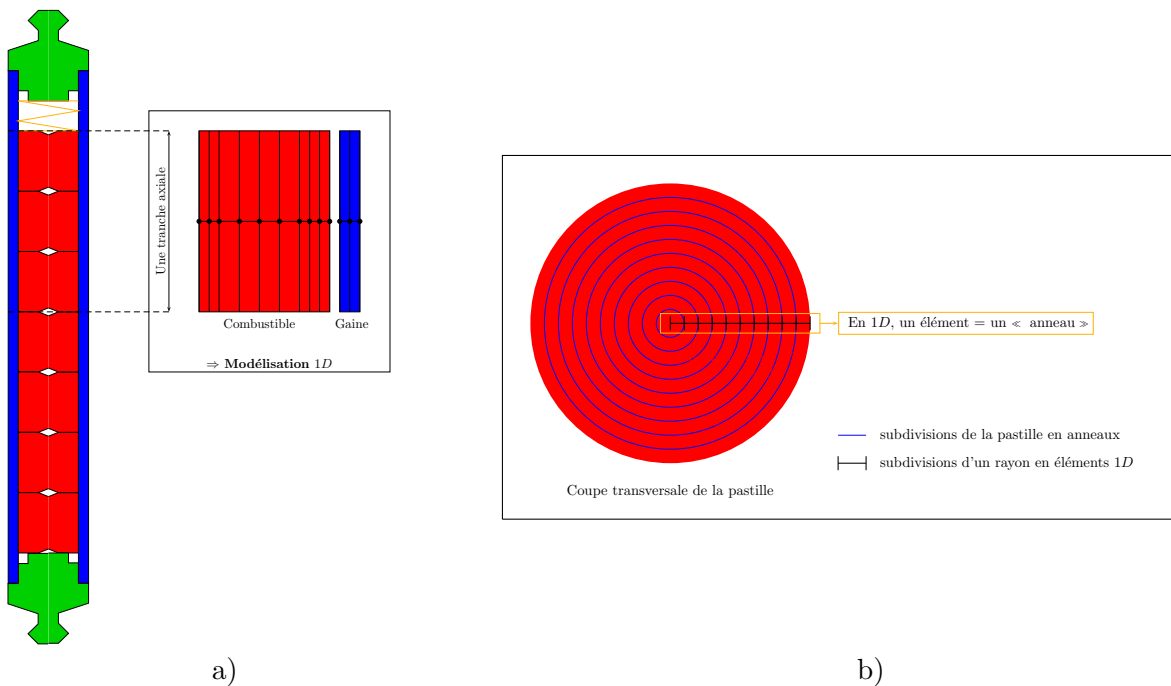 Une tranche axiale
Combustible
Gaine
⇒ Modélisation 1D
a)
En 1D, un élément = un ≪ anneau ≫
subdivisions de la pastille en anneaux
subdivisions d'un rayon en éléments 1D
Coupe transversale de la pastille
b)